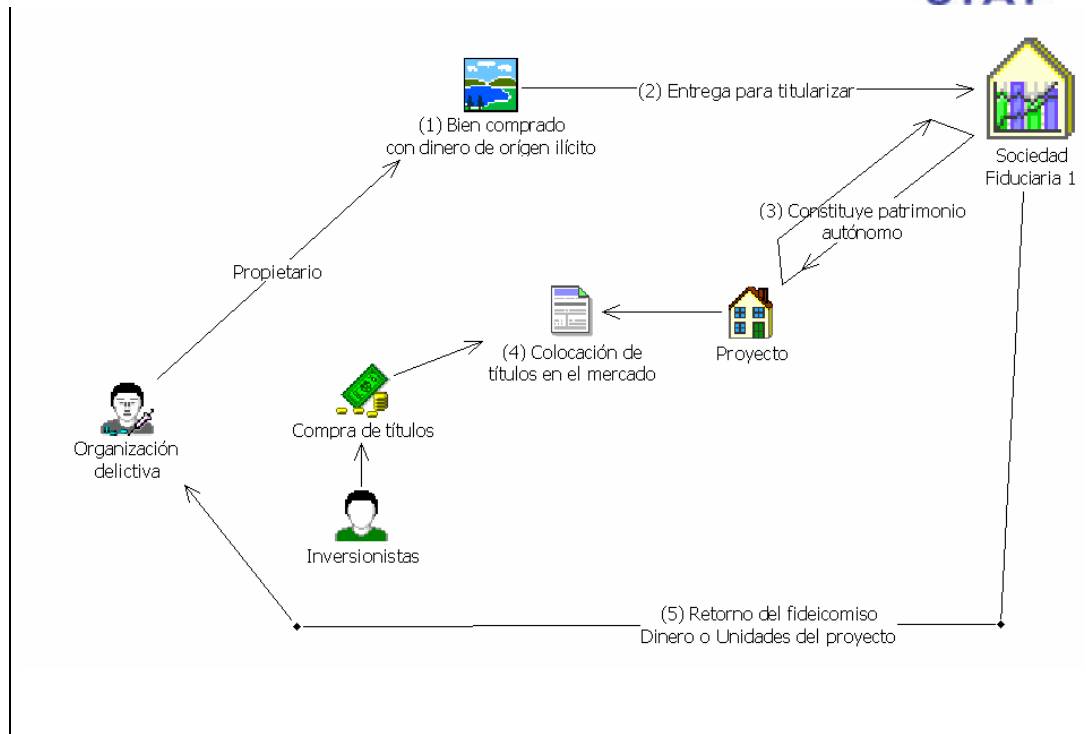 (2) Entrega para titularizar
(1) Bien comprado
con dinero de orígen ilícito
Sociedad
Fiduciaria 1
(3) Constituye patrimonio
autónomo
Propietario
(4) Colocación de
títulos en el mercado
Proyecto
Compra de títulos
Organización
delictiva
Inversionistas
(5) Retorno del fideicomiso
Dinero o Unidades del proyecto